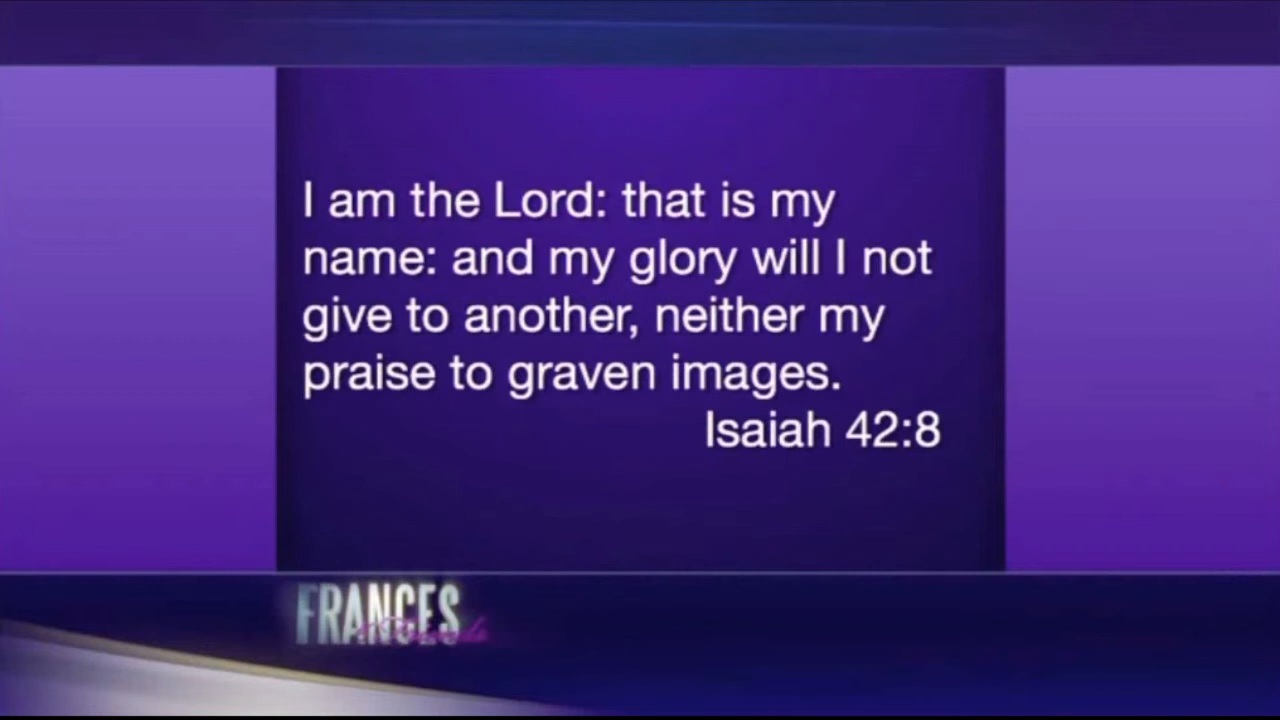 I am the Lord: that is my
name: and my glory will I not
give to another, neither my
praise to graven images.
Isaiah 42:8
FRANCES
& Friends